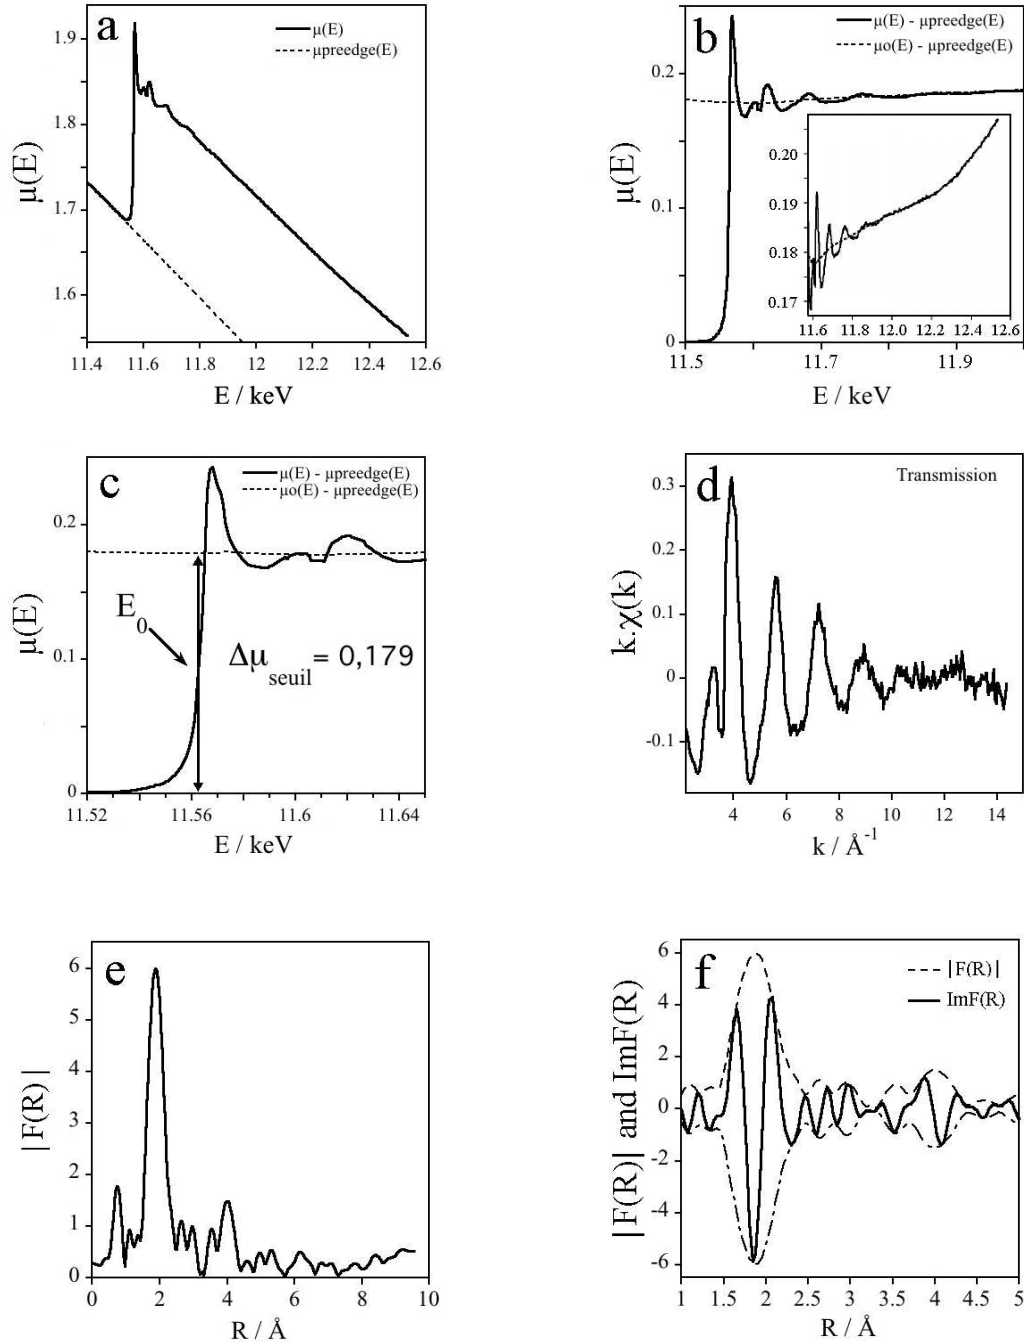 a
μ(E)
μpreedge(E)
1.9
1.8
1.7
1.6
μ(E)
11.4 11.6 11.8 12 12.2 12.4 12.6
E / keV
b
μ(E) - μpreedge(E)
μo(E) - μpreedge(E)
0.2
0.1
0
μ(E)
0.20
0.19
0.18
0.17
11.6 11.8 12.0 12.2 12.4 12.6
11.5 11.7 11.9
E / keV
c
μ(E) - μpreedge(E)
μo(E) - μpreedge(E)
0.2
0.1
0
μ(E)
E0
Δμseuil = 0,179
11.52 11.56 11.6 11.64
E / keV
d
Transmission
0.3
0.2
0.1
0
-0.1
k.χ(k)
4 6 8 10 12 14
k / Å-1
e
6
5
4
3
2
1
0
|F(R)|
0 2 4 6 8 10
R / Å
f
|F(R)|
ImF(R)
6
4
2
0
-2
-4
-6
|F(R)| and ImF(R)
1 1.5 2 2.5 3 3.5 4 4.5 5
R / Å